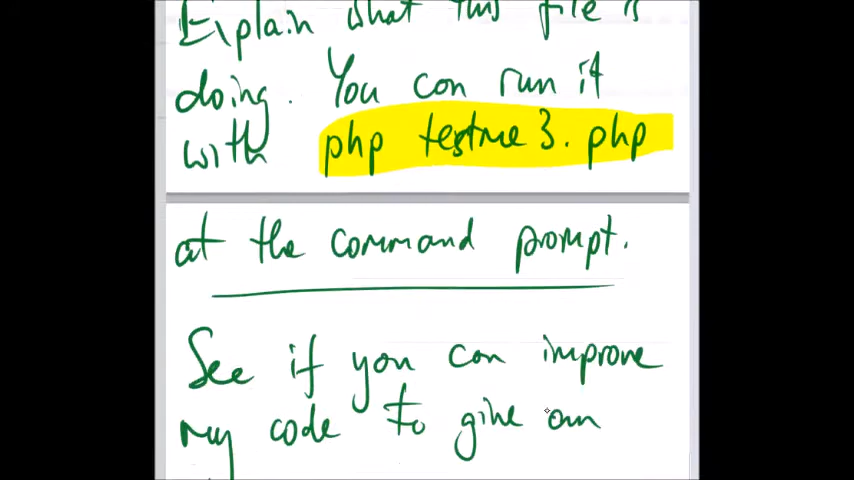 Explain what this file is
doing. You can run it
with php testme3.php
at the command prompt.
See if you can improve
my code to give an